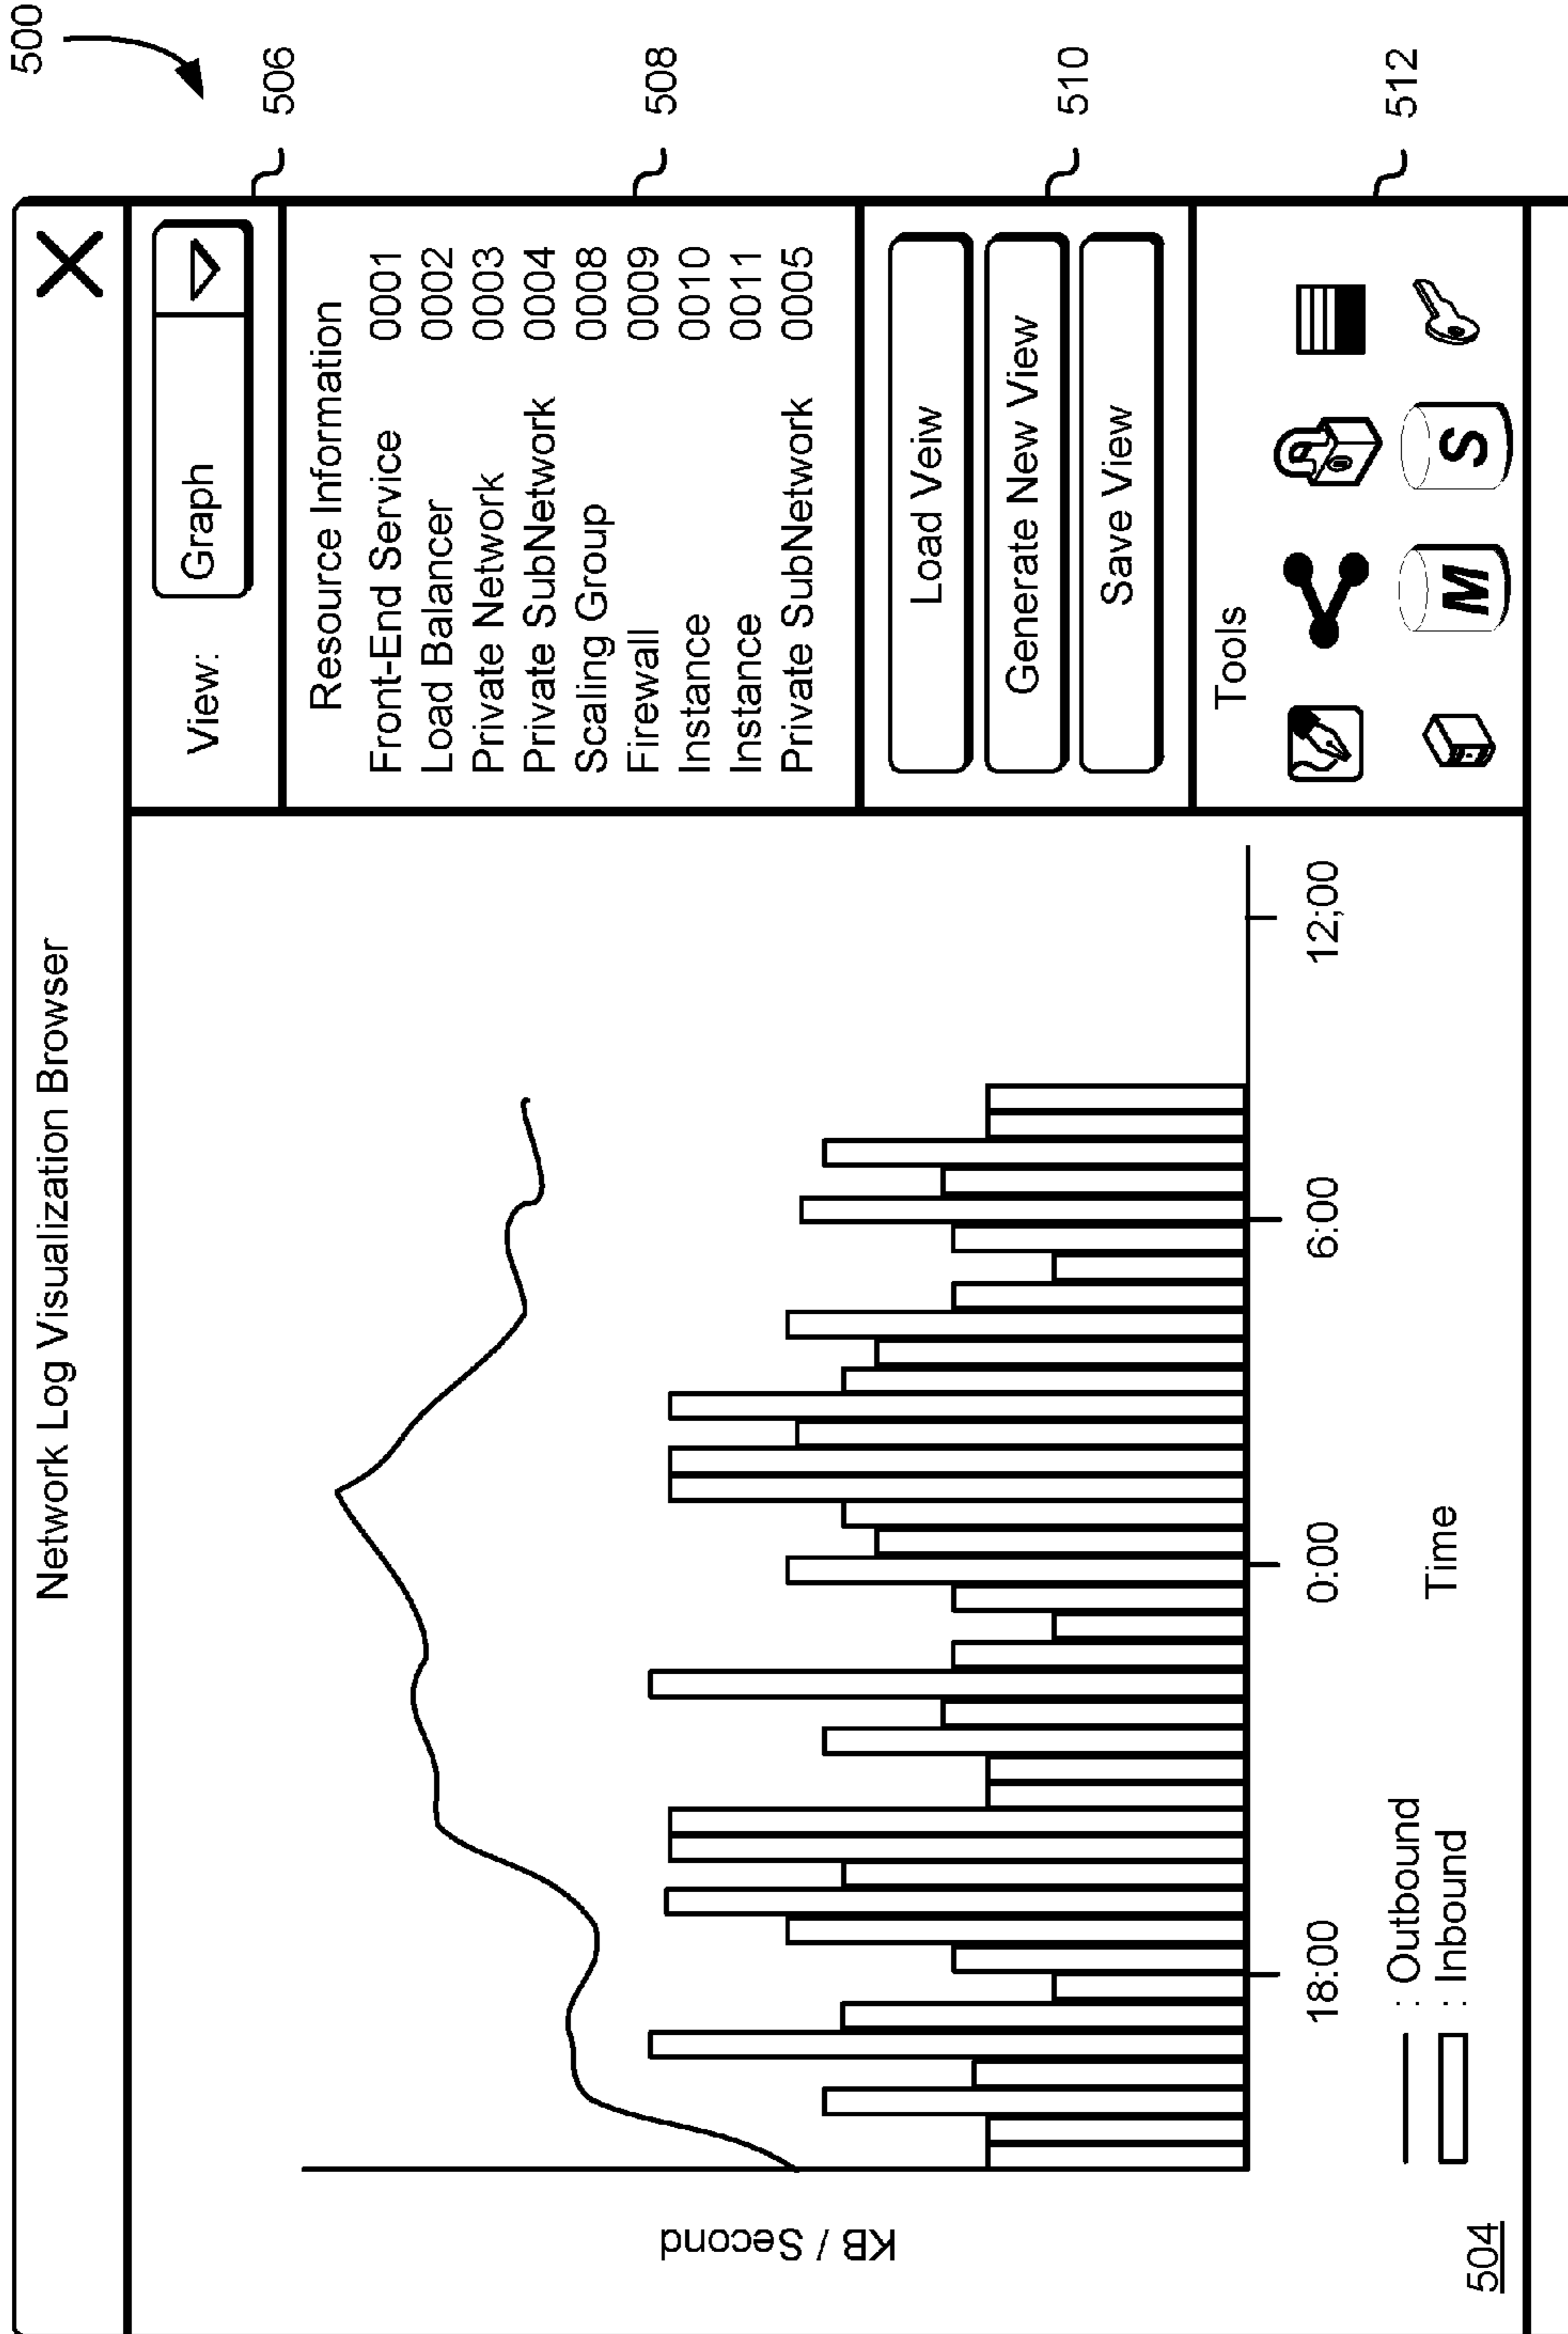 500
Network Log Visualization Browser
View: Graph
506
Resource Information
Front-End Service 0001
Load Balancer 0002
Private Network 0003
Private SubNetwork 0004
Scaling Group 0008
Firewall 0009
Instance 0010
Instance 0011
Private SubNetwork 0005
508
Load Veiw
Generate New View
Save View
510
Tools
M
S
512
KB / Second
18:00 0:00 6:00 12;00
Time
: Outbound
: Inbound
504